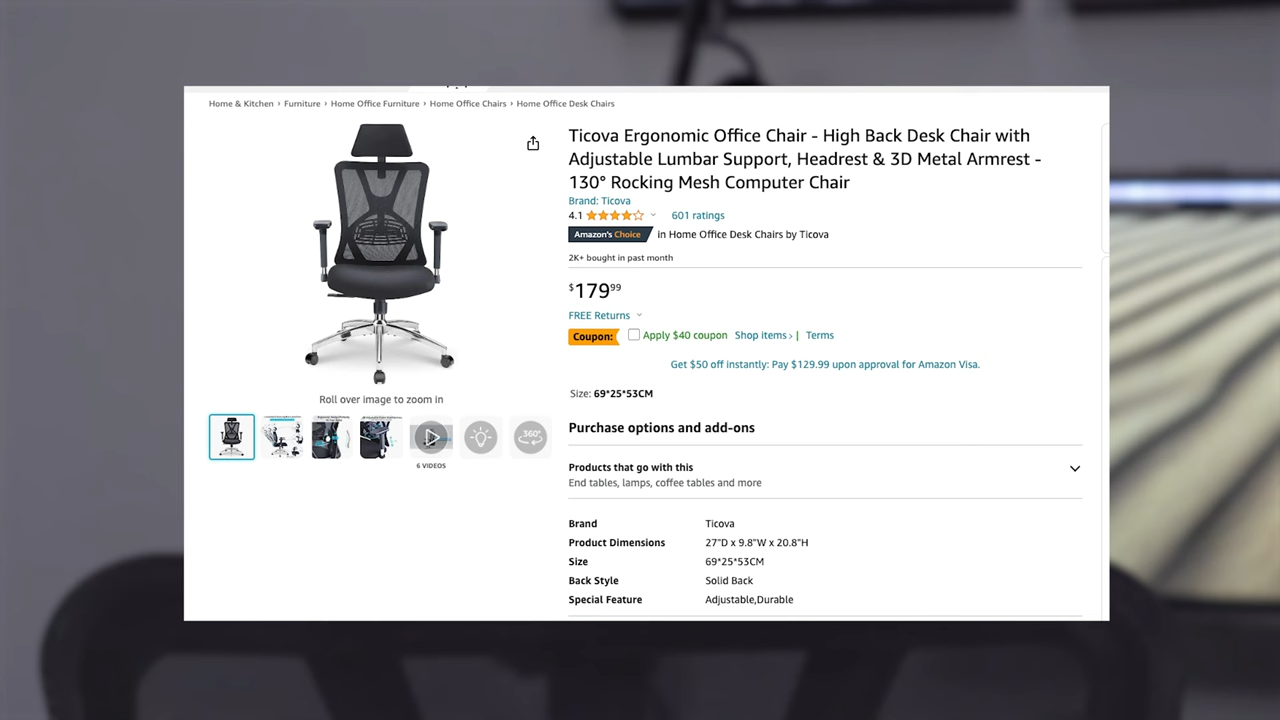 Home & Kitchen › Furniture › Home Office Furniture › Home Office Chairs › Home Office Desk Chairs
Ticova Ergonomic Office Chair - High Back Desk Chair with
Adjustable Lumbar Support, Headrest & 3D Metal Armrest -
130° Rocking Mesh Computer Chair
Brand: Ticova
4.1
601 ratings
Amazon's Choice in Home Office Desk Chairs by Ticova
2K+ bought in past month
$179 99
FREE Returns
Coupon: Apply $40 coupon Shop items › | Terms
Get $50 off instantly: Pay $129.99 upon approval for Amazon Visa.
Roll over image to zoom in
Size: 69*25*53CM
360°
6 VIDEOS
Purchase options and add-ons
Products that go with this
End tables, lamps, coffee tables and more
Brand Ticova
Product Dimensions 27"D x 9.8"W x 20.8"H
Size 69*25*53CM
Back Style Solid Back
Special Feature Adjustable,Durable